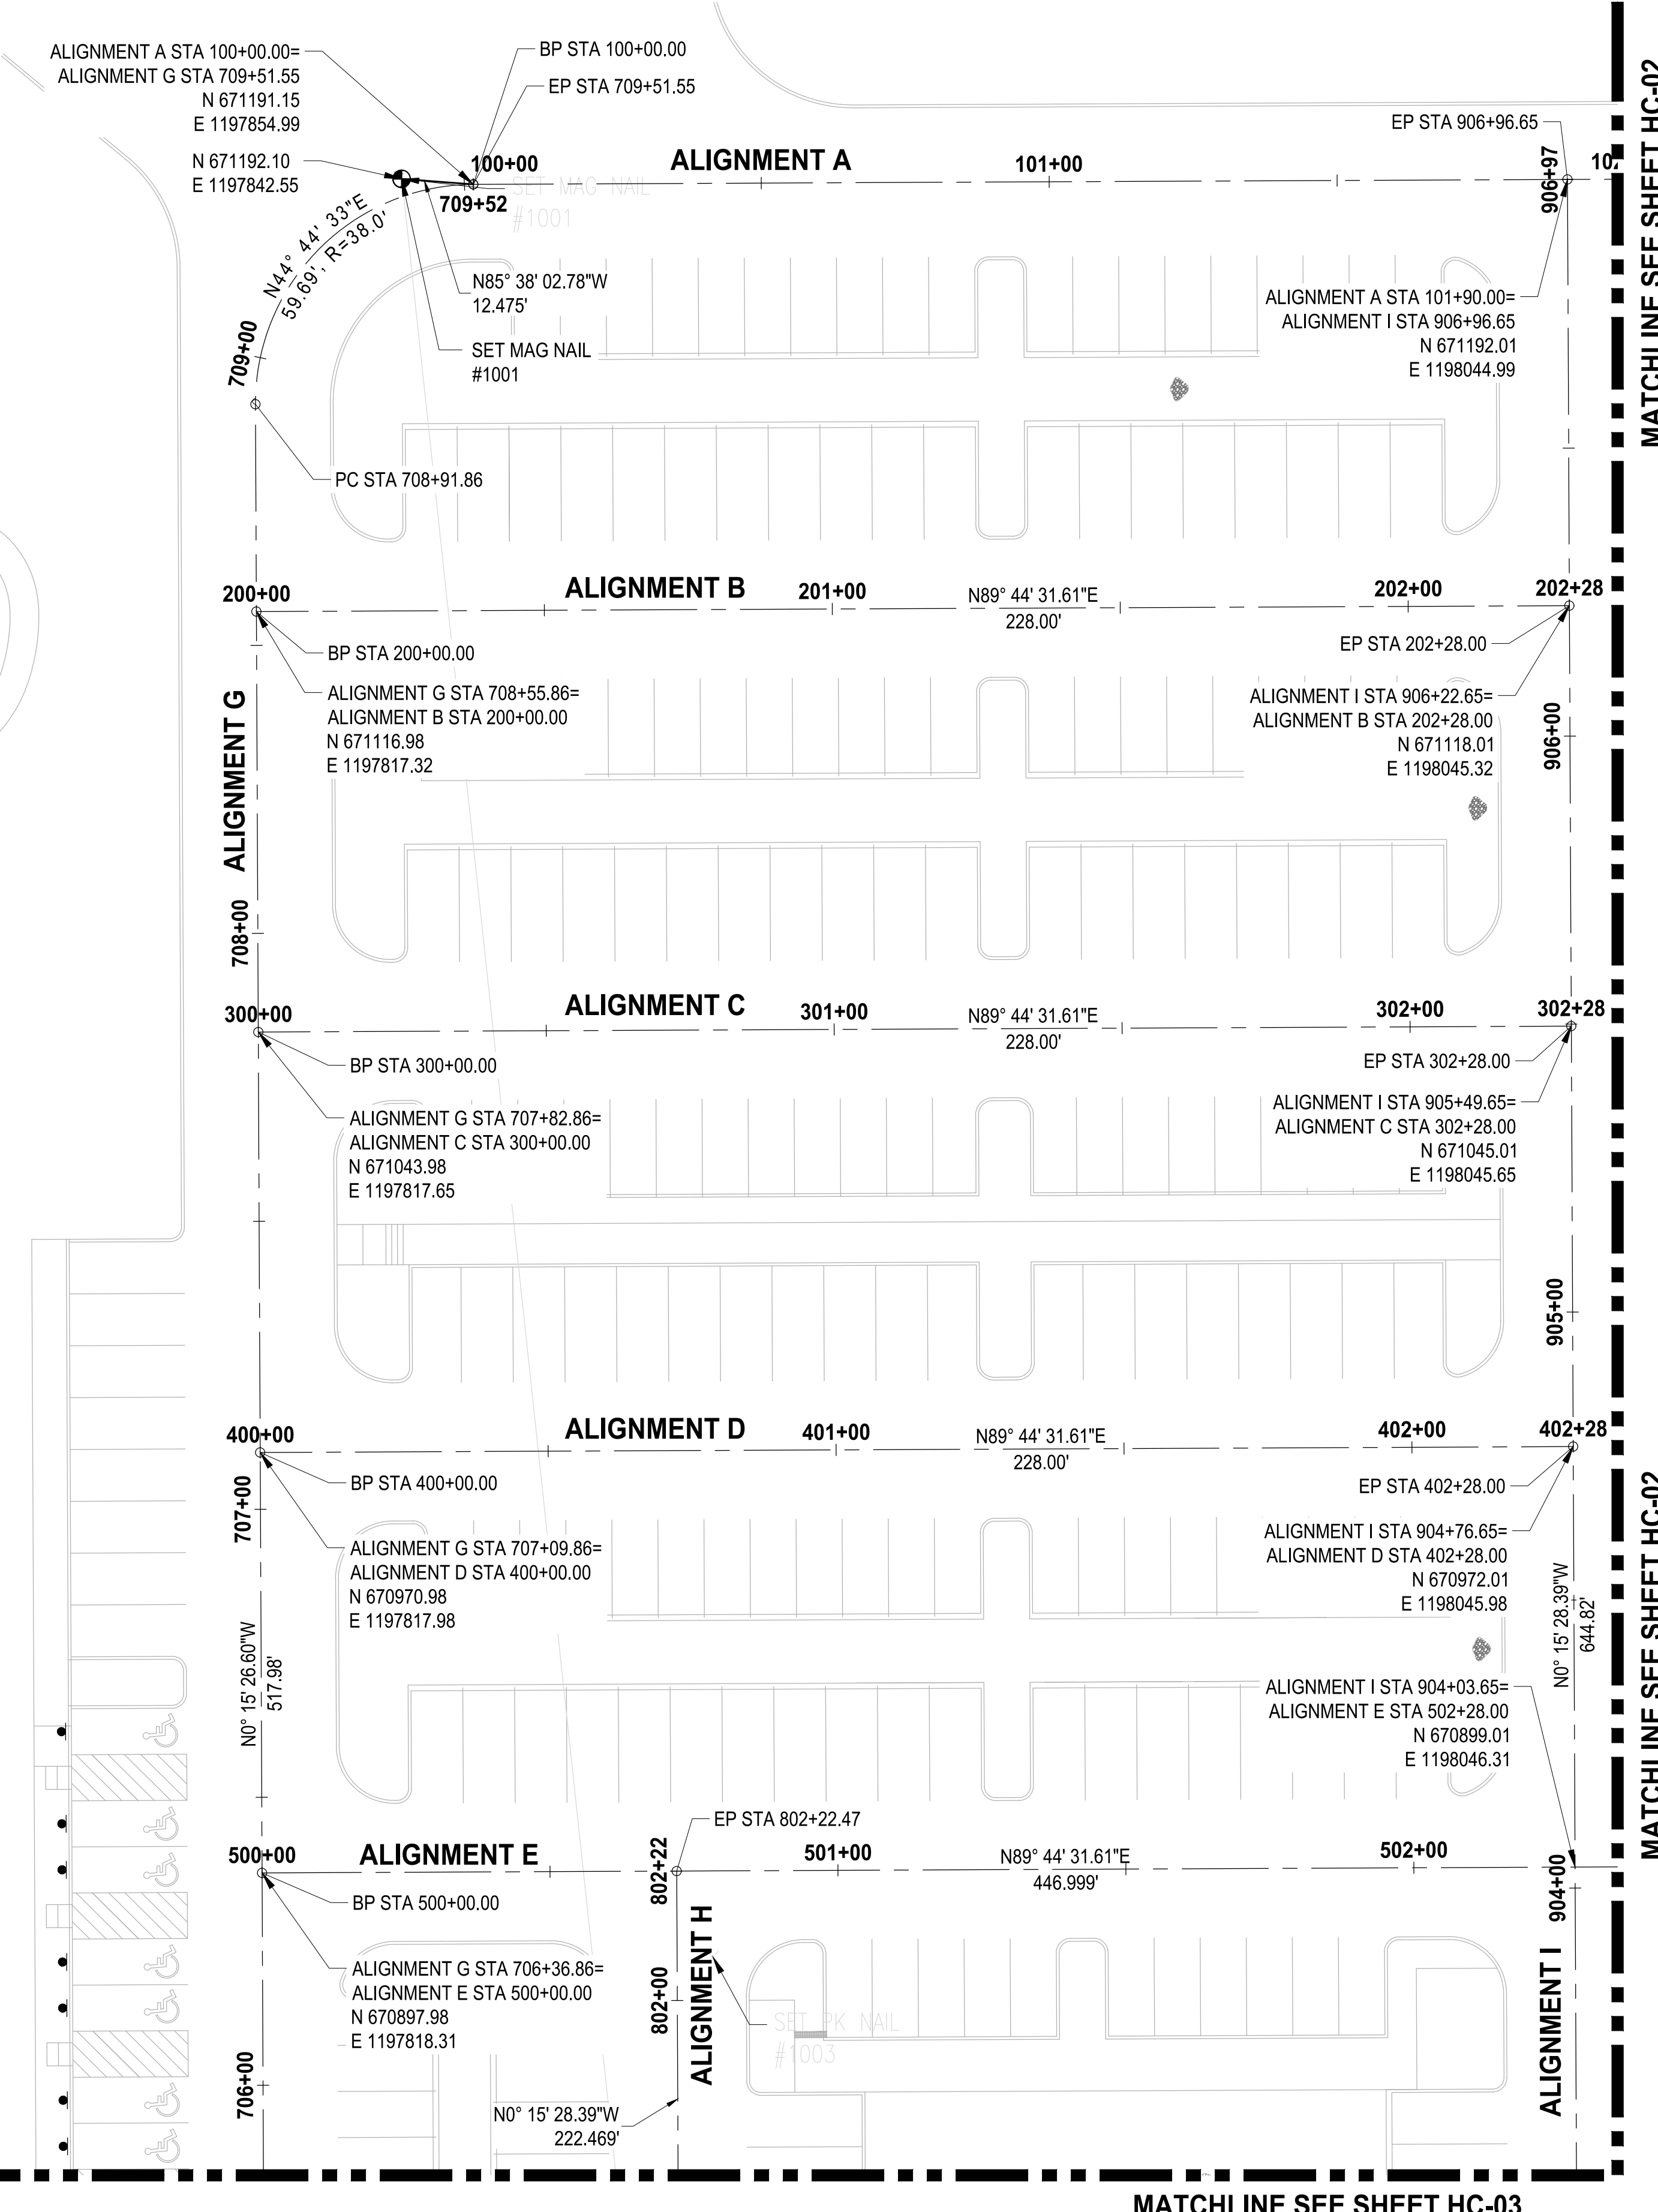 ALIGNMENT A STA 100+00.00=
ALIGNMENT G STA 709+51.55
N 671191.15
E 1197854.99
BP STA 100+00.00
EP STA 709+51.55
N 671192.10
E 1197842.55
100+00
709+52
ALIGNMENT A
101+00
EP STA 906+96.65
906+97
SET MAG NAIL
#1001
N44° 44' 33"E
59.69', R=38.0'
N85° 38' 02.78"W
12.475'
SET MAG NAIL
#1001
709+00
PC STA 708+91.86
ALIGNMENT A STA 101+90.00=
ALIGNMENT I STA 906+96.65
N 671192.01
E 1198044.99
MATCHLINE SEE SHEET HC-02
200+00
ALIGNMENT B
201+00
N89° 44' 31.61"E
228.00'
202+00
202+28
BP STA 200+00.00
EP STA 202+28.00
ALIGNMENT G STA 708+55.86=
ALIGNMENT B STA 200+00.00
N 671116.98
E 1197817.32
ALIGNMENT I STA 906+22.65=
ALIGNMENT B STA 202+28.00
N 671118.01
E 1198045.32
906+00
ALIGNMENT G
708+00
300+00
ALIGNMENT C
301+00
N89° 44' 31.61"E
228.00'
302+00
302+28
BP STA 300+00.00
EP STA 302+28.00
ALIGNMENT G STA 707+82.86=
ALIGNMENT C STA 300+00.00
N 671043.98
E 1197817.65
ALIGNMENT I STA 905+49.65=
ALIGNMENT C STA 302+28.00
N 671045.01
E 1198045.65
905+00
400+00
ALIGNMENT D
401+00
N89° 44' 31.61"E
228.00'
402+00
402+28
BP STA 400+00.00
EP STA 402+28.00
707+00
ALIGNMENT G STA 707+09.86=
ALIGNMENT D STA 400+00.00
N 670970.98
E 1197817.98
ALIGNMENT I STA 904+76.65=
ALIGNMENT D STA 402+28.00
N 670972.01
E 1198045.98
N0° 15' 26.60"W
517.98'
N0° 15' 28.39"W
644.82'
MATCHLINE SEE SHEET HC-02
ALIGNMENT I STA 904+03.65=
ALIGNMENT E STA 502+28.00
N 670899.01
E 1198046.31
EP STA 802+22.47
500+00
ALIGNMENT E
802+22
501+00
N89° 44' 31.61"E
446.999'
502+00
904+00
BP STA 500+00.00
ALIGNMENT G STA 706+36.86=
ALIGNMENT E STA 500+00.00
N 670897.98
E 1197818.31
802+00
ALIGNMENT H
SET PK NAIL
#1003
ALIGNMENT I
706+00
N0° 15' 28.39"W
222.469'
MATCHLINE SEE SHEET HC-03